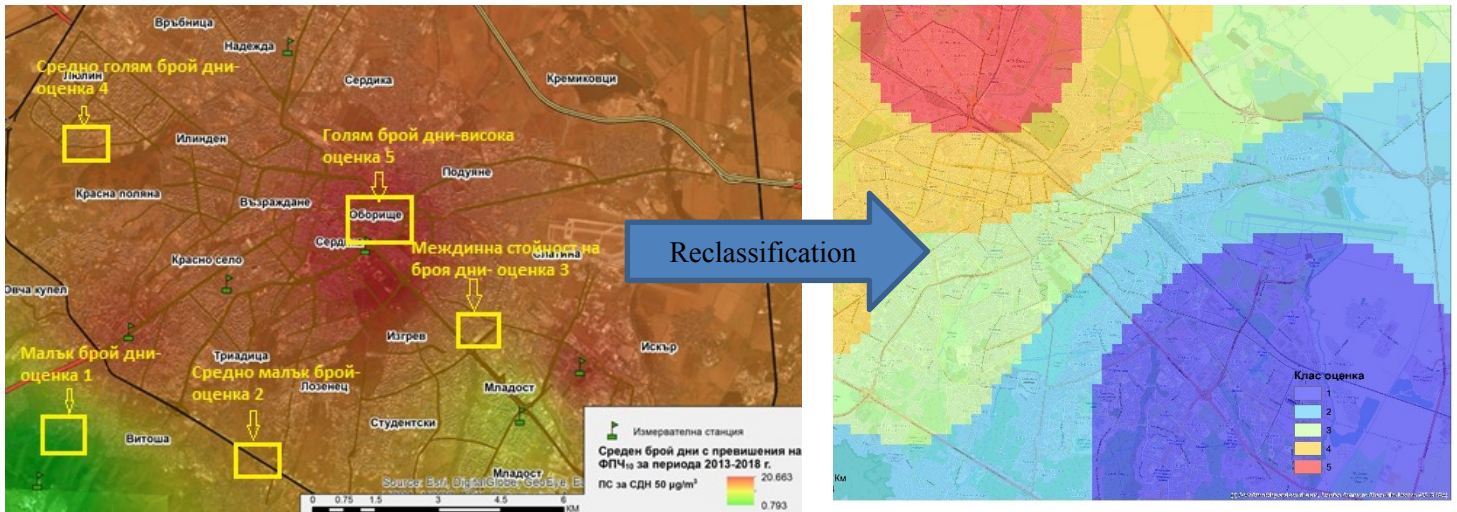 Връбница
Надежда
Средно голям брой дни-
Люлин
оценка 4
Сердика
Кремиковци
Илинден
Голям брой дни-висока
оценка 5
Подуяне
Красна поляна
Възраждане
Оборище
Сердика
Междинна стойност на
броя дни- оценка 3
Слатина
Красно село
Овча купел
Изгрев
Искър
Малък брой дни-
оценка 1
Триадица
Средно малък брой-
оценка 2
Лозенец
Младост
Студентски
Витоша
Младост
Измервателна станция
Среден брой дни с превишения на
ФПЧ₁₀ за периода 2013-2018 г.
ПС за СДН 50 µg/m³
20.663
0.793
Source: Esri, DigitalGlobe, GeoEye,
0 0.75 1.5 3 4.5 6
КМ
Reclassification
Клас оценка
1
2
3
4
5
Км